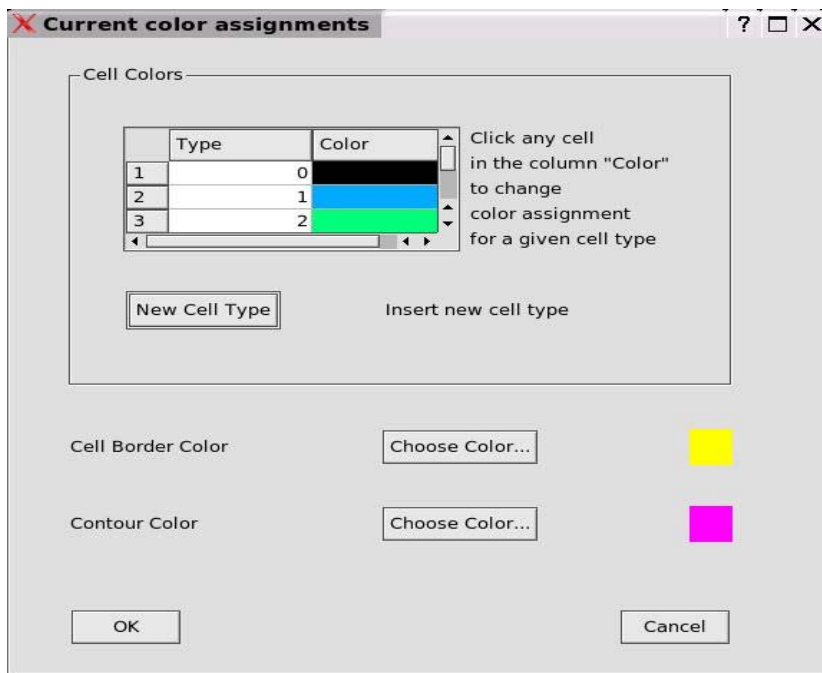 Current color assignments
Cell Colors
Type Color
1 0
2 1
3 2
Click any cell
in the column "Color"
to change
color assignment
for a given cell type
New Cell Type
Insert new cell type
Cell Border Color
Choose Color...
Contour Color
Choose Color...
OK
Cancel